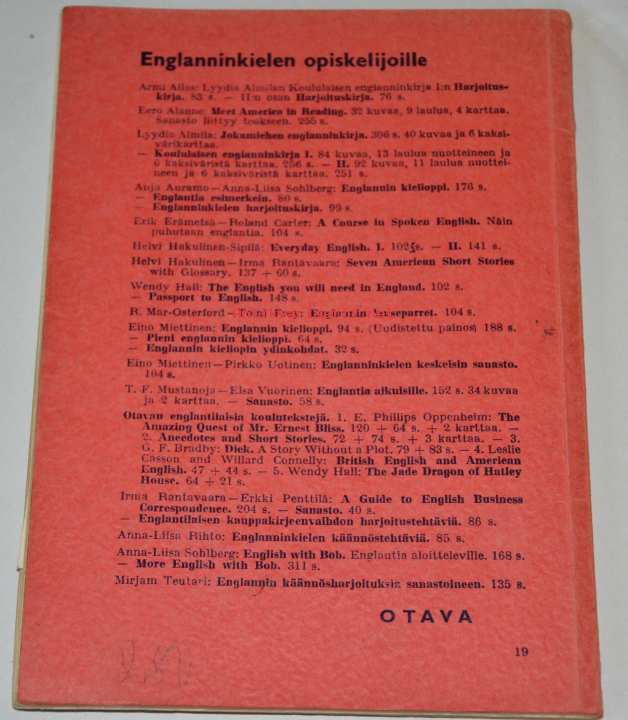 Englanninkielen opiskelijoille
Armi Ailas: Lyydia Almilan Koululaisen englanninkirja I:n Harjoitus-
kirja. 83 s. — II:n osan Harjoituskirja. 76 s.
Eero Alanne: Meet America in Reading. 32 kuvaa, 9 laulua, 4 karttaa.
Sanasto liittyy teokseen. 255 s.
Lyydia Almila: Jokamiehen englanninkirja. 306 s. 40 kuvaa ja 6 kaksi-
värikarttaa.
— Koululaisen englanninkirja I. 84 kuvaa, 13 laulua nuotteineen ja
6 kaksiväristä karttaa. 256 s. — II. 92 kuvaa, 11 laulua nuottei-
neen ja 6 kaksiväristä karttaa. 251 s.
Anja Auramo — Anna-Liisa Sohlberg: Englannin kielioppi. 176 s.
— Englantia esimerkein. 80 s.
— Englanninkielen harjoituskirja. 99 s.
Erik Erämetsä — Roland Carter: A Course in Spoken English. Näin
puhutaan englantia. 104 s.
Helvi Hakulinen-Sipilä: Everyday English. I. 102 s. — II. 141 s.
Helvi Hakulinen — Irma Rantavaara: Seven American Short Stories
with Glossary. 137 + 60 s.
Wendy Hall: The English you will need in England. 102 s.
— Passport to English. 148 s.
R. Mar-Osterford — Toini Frey: Englannin lauseparret. 104 s.
Eino Miettinen: Englannin kielioppi. 94 s. (Uudistettu painos) 188 s.
— Pieni englannin kielioppi. 64 s.
— Englannin kieliopin ydinkohdat. 32 s.
Eino Miettinen — Pirkko Uotinen: Englanninkielen keskeisin sanasto.
104 s.
T. F. Mustanoja — Elsa Vuorinen: Englantia aikuisille. 152 s. 34 kuvaa
ja 2 karttaa. — Sanasto. 58 s.
Otavan englantilaisia koulutekstejä. 1. E. Phillips Oppenheim: The
Amazing Quest of Mr. Ernest Bliss. 120 + 64 s. + 2 karttaa. —
2. Anecdotes and Short Stories. 72 + 74 s. + 3 karttaa. — 3.
G. F. Bradby: Dick. A Story Without a Plot. 79 + 83 s. — 4. Leslie
Casson and Willard Connelly: British English and American
English. 47 + 44 s. — 5. Wendy Hall: The Jade Dragon of Hatley
House. 64 + 21 s.
Irma Rantavaara — Erkki Penttilä: A Guide to English Business
Correspondence. 204 s. — Sanasto. 40 s.
— Englantilaisen kauppakirjeenvaihdon harjoitustehtäviä. 86 s.
Anna-Liisa Rihto: Englanninkielen käännöstehtäviä. 85 s.
Anna-Liisa Sohlberg: English with Bob. Englantia aloitteleville. 168 s.
— More English with Bob. 311 s.
Mirjam Teutari: Englannin käännösharjoituksia sanastoineen. 135 s.
OTAVA
19